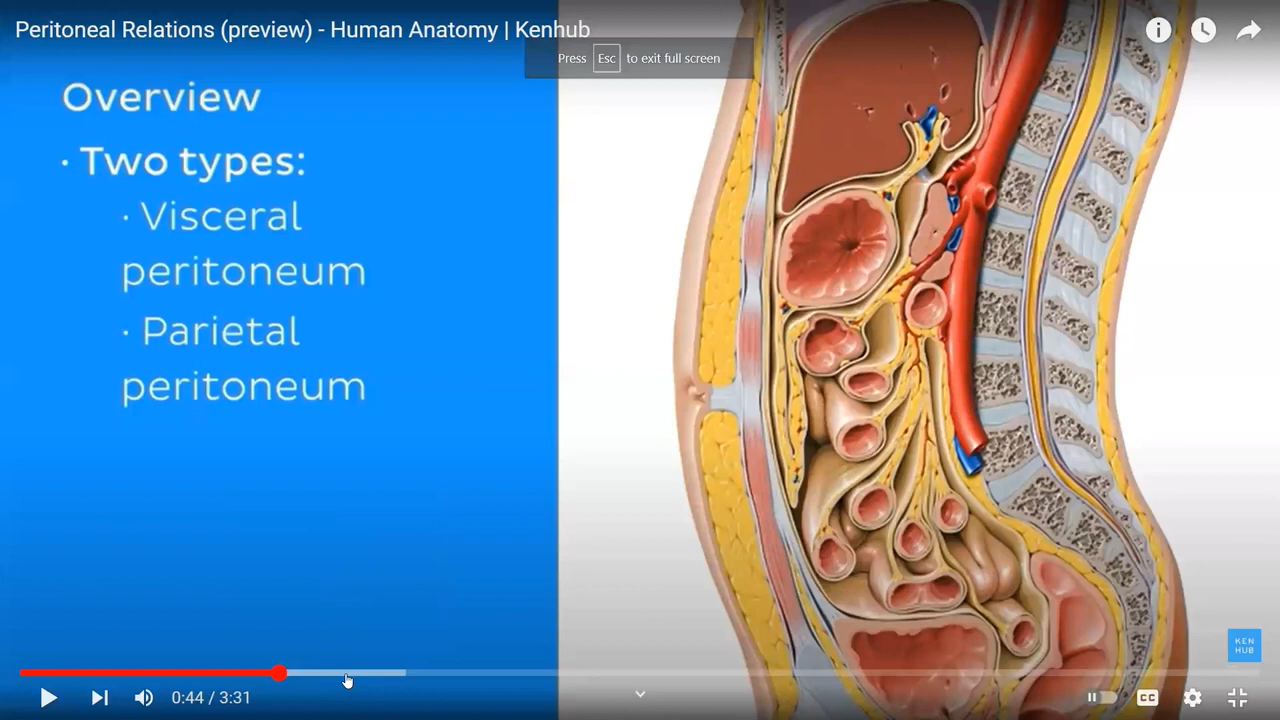 Peritoneal Relations (preview) - Human Anatomy | Kenhub
Press Esc to exit full screen
Overview
· Two types:
· Visceral
peritoneum
· Parietal
peritoneum
KEN
HUB
0:44 / 3:31
CC